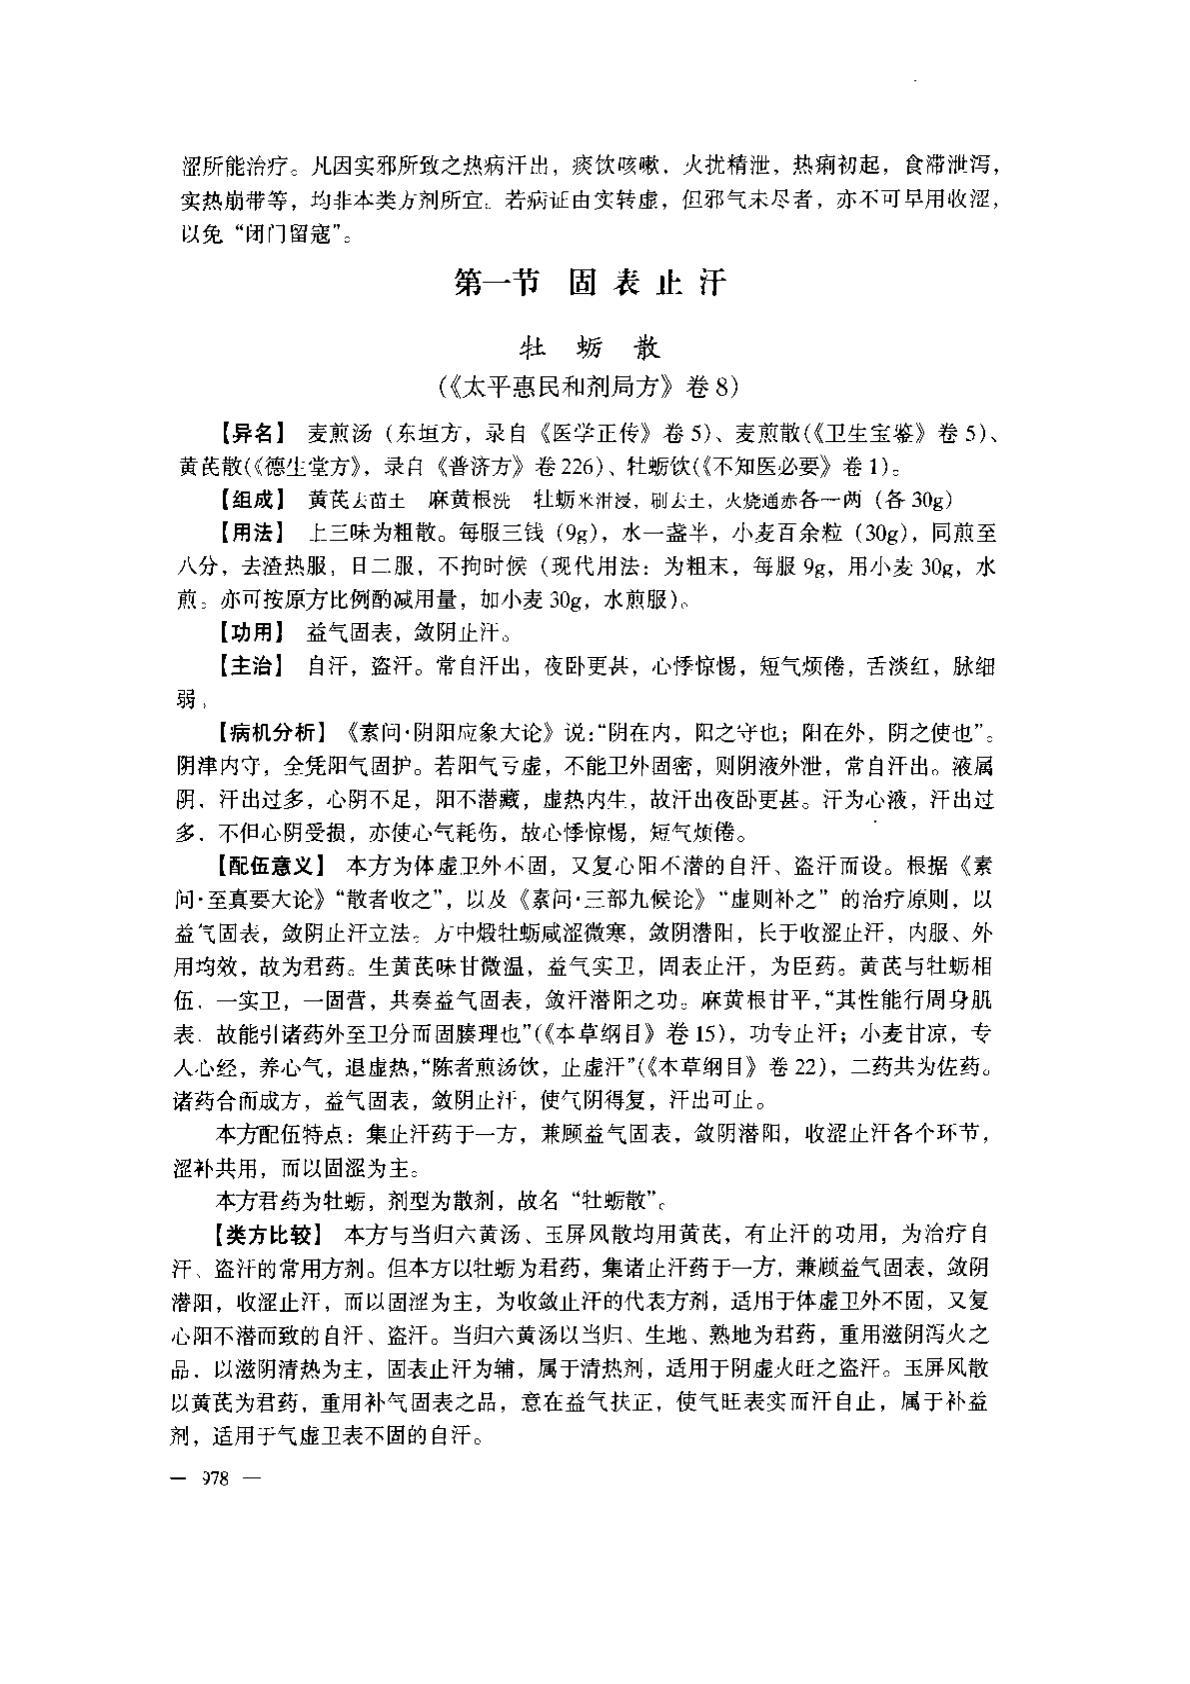 涩所能治疗。凡因实邪所致之热病汗出，痰饮咳嗽，火扰精泄，热痢初起，食滞泄泻，
实热崩带等，均非本类方剂所宜。若病证由实转虚，但邪气未尽者，亦不可早用收涩，
以免“闭门留寇”。
第一节 固表止汗
牡蛎散
（《太平惠民和剂局方》卷8）
【异名】 麦煎汤（东垣方，录自《医学正传》卷5）、麦煎散（《卫生宝鉴》卷5）、
黄芪散（《德生堂方》，录自《普济方》卷226）、牡蛎饮（《不知医必要》卷1）。
【组成】 黄芪去苗土 麻黄根洗 牡蛎米泔浸，刷去土，火烧通赤各一两（各30g）
【用法】 上三味为粗散。每服三钱（9g），水一盏半，小麦百余粒（30g），同煎至
八分，去渣热服，日二服，不拘时候（现代用法：为粗末，每服9g，用小麦30g，水
煎。亦可按原方比例酌减用量，加小麦30g，水煎服）。
【功用】 益气固表，敛阴止汗。
【主治】 自汗，盗汗。常自汗出，夜卧更甚，心悸惊惕，短气烦倦，舌淡红，脉细
弱。
【病机分析】《素问·阴阳应象大论》说：“阴在内，阳之守也；阳在外，阴之使也”。
阴津内守，全凭阳气固护。若阳气亏虚，不能卫外固密，则阴液外泄，常自汗出。液属
阴，汗出过多，心阴不足，阳不潜藏，虚热内生，故汗出夜卧更甚。汗为心液，汗出过
多，不但心阴受损，亦使心气耗伤，故心悸惊惕，短气烦倦。
【配伍意义】 本方为体虚卫外不固，又复心阳不潜的自汗、盗汗而设。根据《素
问·至真要大论》“散者收之”，以及《素问·三部九候论》“虚则补之”的治疗原则，以
益气固表，敛阴止汗立法。方中煅牡蛎咸涩微寒，敛阴潜阳，长于收涩止汗，内服、外
用均效，故为君药。生黄芪味甘微温，益气实卫，固表止汗，为臣药。黄芪与牡蛎相
伍，一实卫，一固营，共奏益气固表，敛汗潜阳之功。麻黄根甘平，“其性能行周身肌
表，故能引诸药外至卫分而固腠理也”（《本草纲目》卷15），功专止汗；小麦甘凉，专
入心经，养心气，退虚热，“陈者煎汤饮，止虚汗”（《本草纲目》卷22），二药共为佐药。
诸药合而成方，益气固表，敛阴止汗，使气阴得复，汗出可止。
本方配伍特点：集止汗药于一方，兼顾益气固表，敛阴潜阳，收涩止汗各个环节，
涩补共用，而以固涩为主。
本方君药为牡蛎，剂型为散剂，故名“牡蛎散”。
【类方比较】 本方与当归六黄汤、玉屏风散均用黄芪，有止汗的功用，为治疗自
汗、盗汗的常用方剂。但本方以牡蛎为君药，集诸止汗药于一方，兼顾益气固表，敛阴
潜阳，收涩止汗，而以固涩为主，为收敛止汗的代表方剂，适用于体虚卫外不固，又复
心阳不潜而致的自汗、盗汗。当归六黄汤以当归、生地、熟地为君药，重用滋阴泻火之
品，以滋阴清热为主，固表止汗为辅，属于清热剂，适用于阴虚火旺之盗汗。玉屏风散
以黄芪为君药，重用补气固表之品，意在益气扶正，使气旺表实而汗自止，属于补益
剂，适用于气虚卫表不固的自汗。
— 978 —